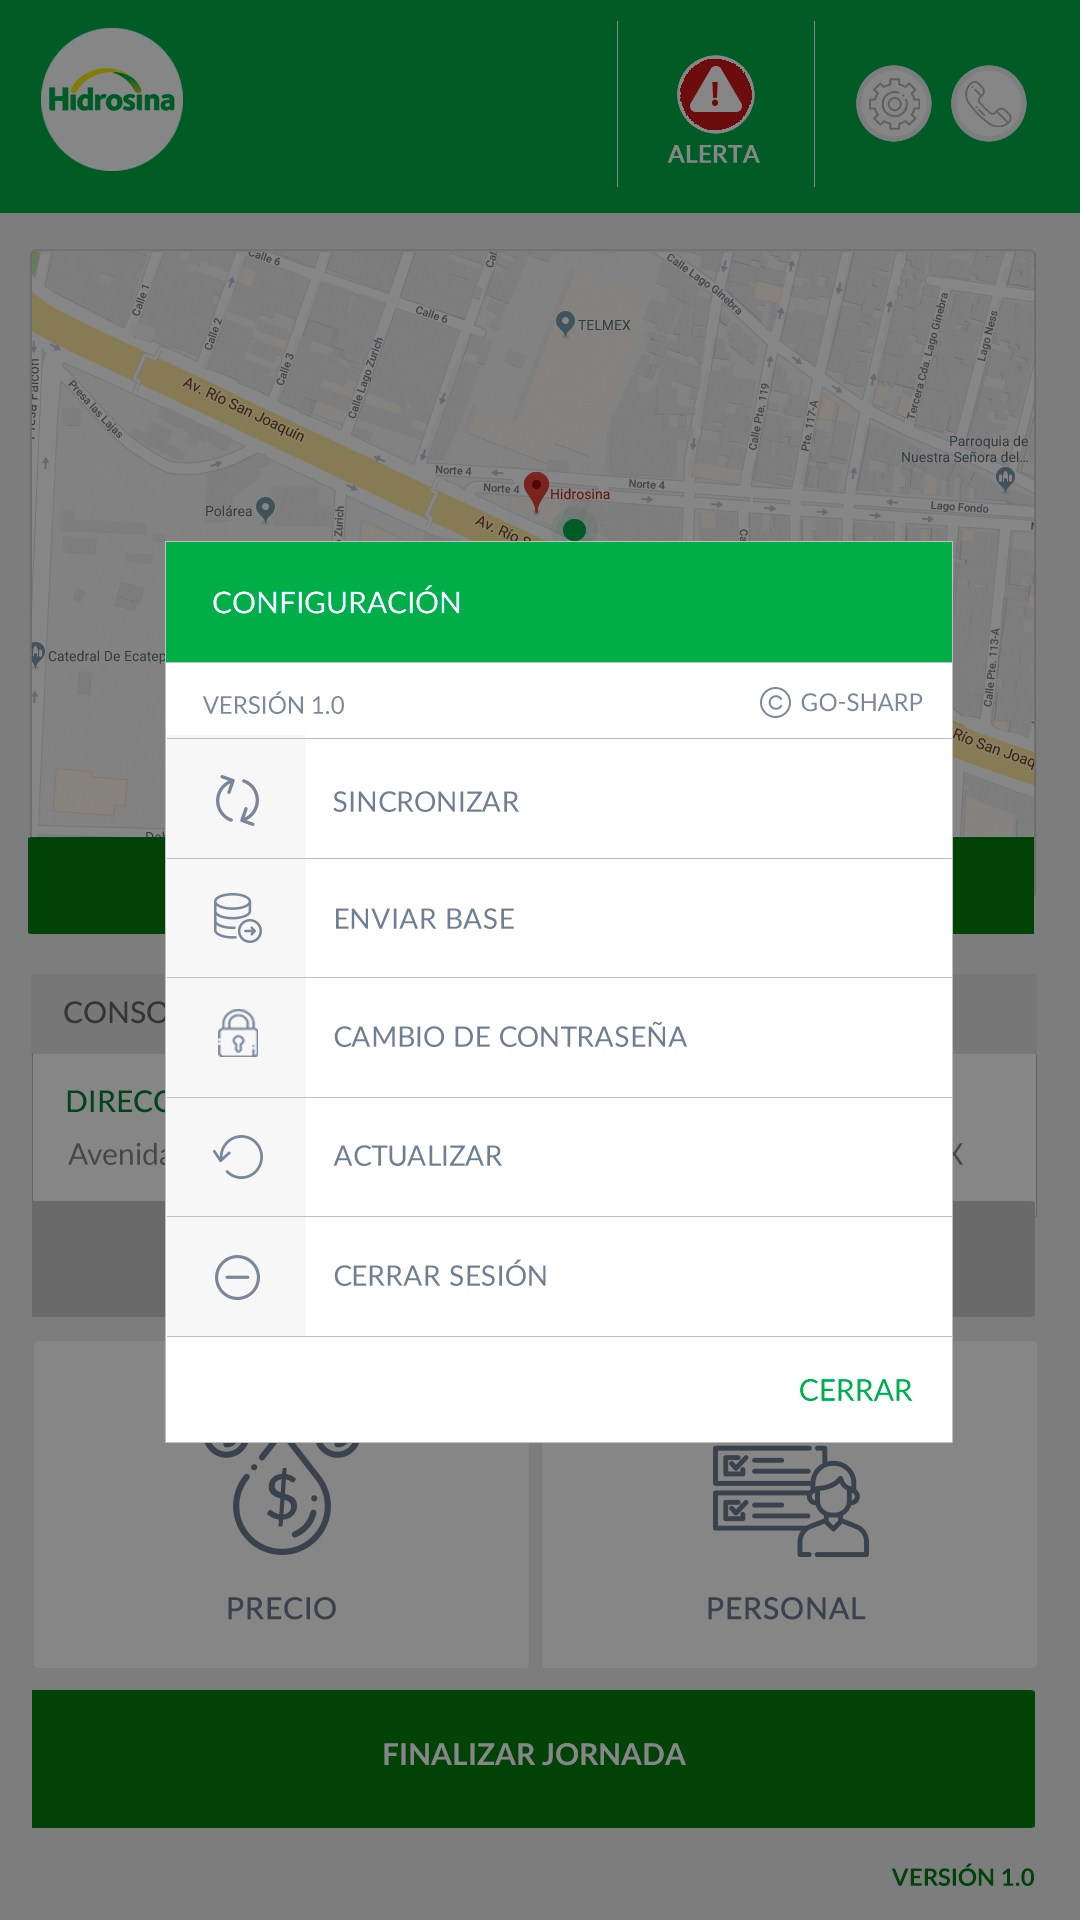 Hidrosina
ALERTA
Calle 6
Calle 1
Calle 2
Calle 3
Calle 6
Calle Lago Zurich
Calle Lago Ginebra
TELMEX
Tercera Cda. Lago Ginebra
Lago Ness
Presa las Lajas
Av. Río San Joaquín
Calle Pte. 119
Pte. 117-A
Parroquia de
Nuestra Señora del...
Norte 4
Norte 4
Norte 4
Hidrosina
Lago Fondo
Polárea
Zurich
Av. Río S
CONFIGURACIÓN
Catedral De Ecatep
Calle Pte. 113-A
VERSIÓN 1.0
© GO-SHARP
Río San Joaq
SINCRONIZAR
ENVIAR BASE
CONSO
CAMBIO DE CONTRASEÑA
DIRECC
Avenida
X
ACTUALIZAR
CERRAR SESIÓN
CERRAR
$
PRECIO
PERSONAL
FINALIZAR JORNADA
VERSIÓN 1.0